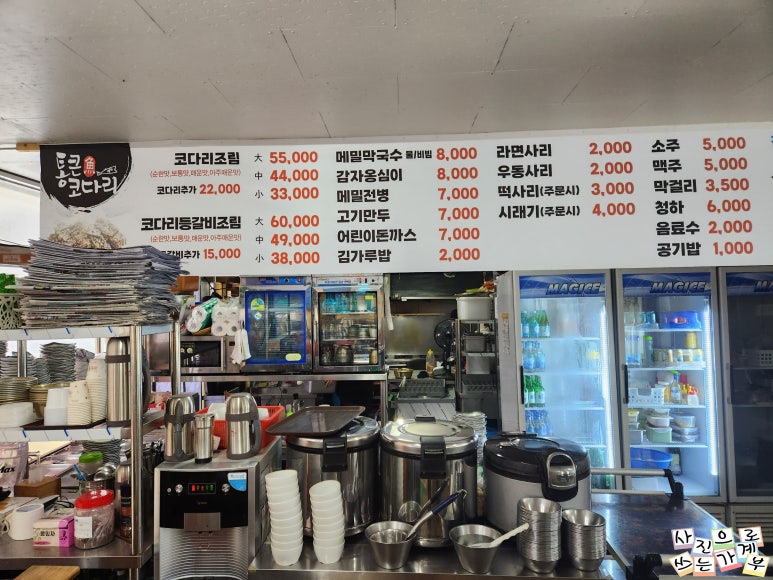 통큰
코다리
魚
코다리조림 大 55,000
(순한맛,보통맛,매운맛,아주매운맛) 中 44,000
코다리추가 22,000 小 33,000
코다리등갈비조림 大 60,000
(순한맛,보통맛,매운맛,아주매운맛) 中 49,000
갈비추가 15,000 小 38,000
메밀막국수 물/비빔 8,000
감자옹심이 8,000
메밀전병 7,000
고기만두 7,000
어린이돈까스 7,000
김가루밥 2,000
라면사리 2,000
우동사리 2,000
떡사리(주문시) 3,000
시래기(주문시) 4,000
소주 5,000
맥주 5,000
막걸리 3,500
청하 6,000
음료수 2,000
공기밥 1,000
MAGICE
MAGICE
사진으로
쓰는가계부